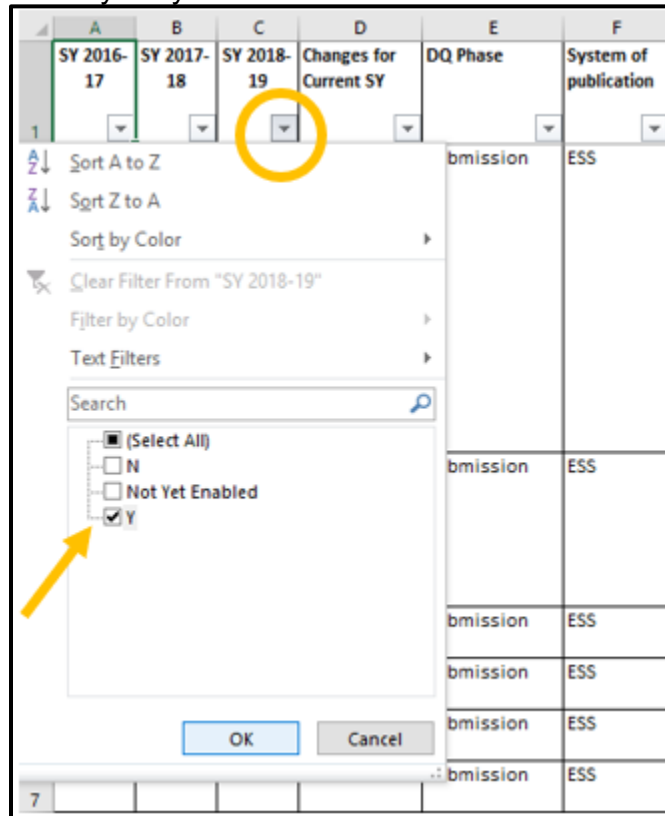 A B C D E F
SY 2016-17 SY 2017-18 SY 2018-19 Changes for Current SY DQ Phase System of publication
1
Sort A to Z
Sort Z to A
Sort by Color
Clear Filter From "SY 2018-19"
Filter by Color
Text Filters
Search
(Select All)
N
Not Yet Enabled
Y
OK Cancel
bmission ESS
bmission ESS
bmission ESS
bmission ESS
bmission ESS
bmission ESS
7